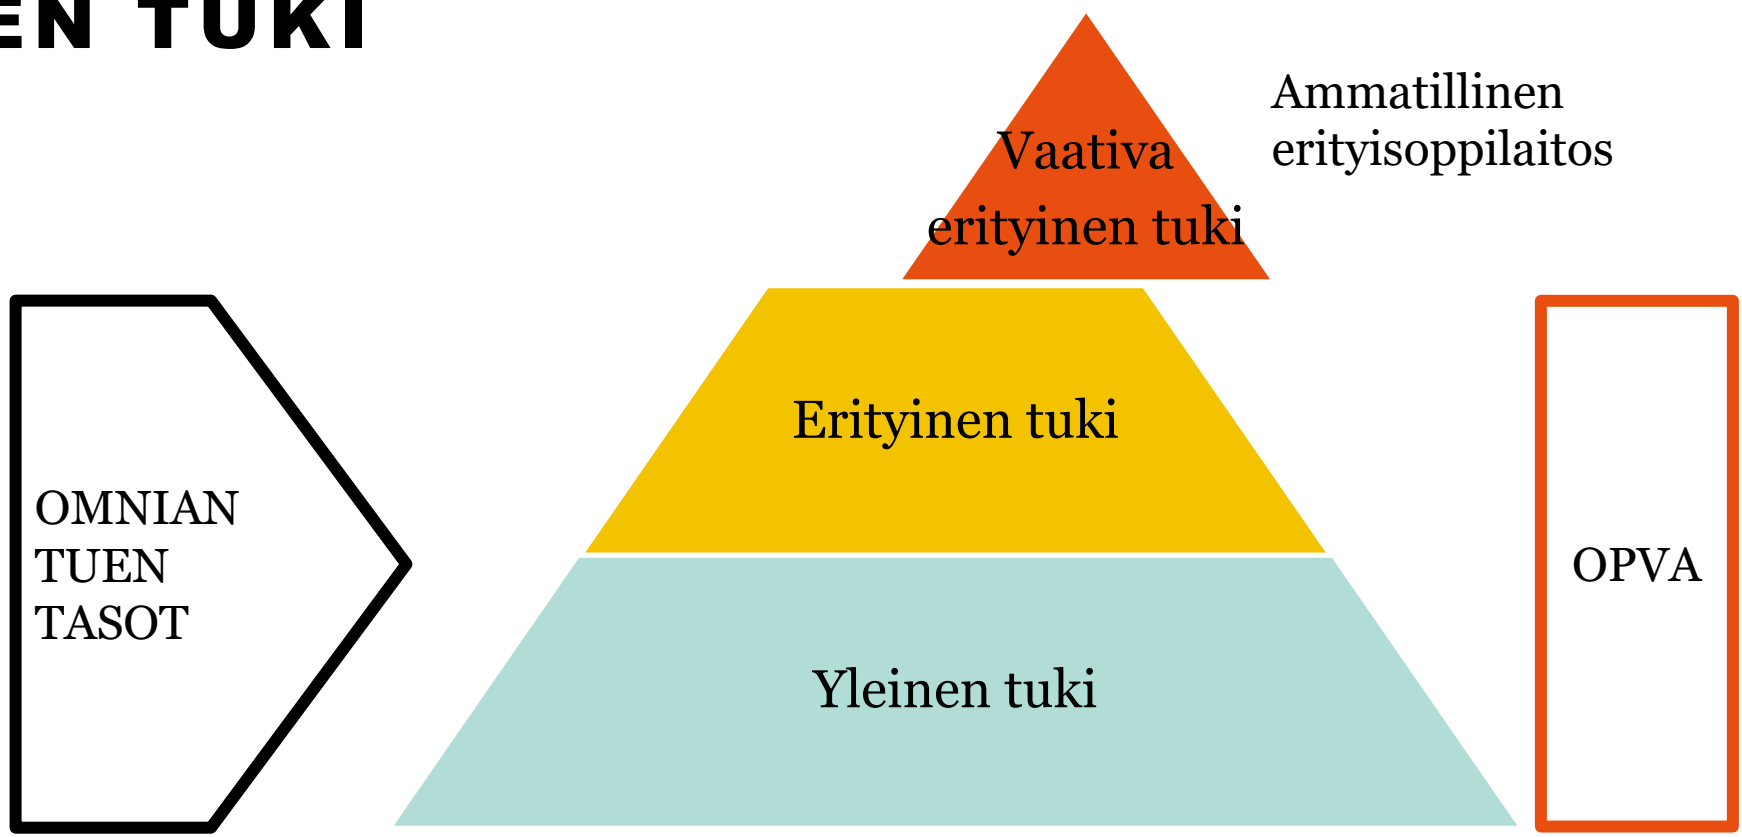 EN TUKI
Ammatillinen
erityisoppilaitos
Vaativa
erityinen tuki
Erityinen tuki
OMNIAN
TUEN
TASOT
OPVA
Yleinen tuki